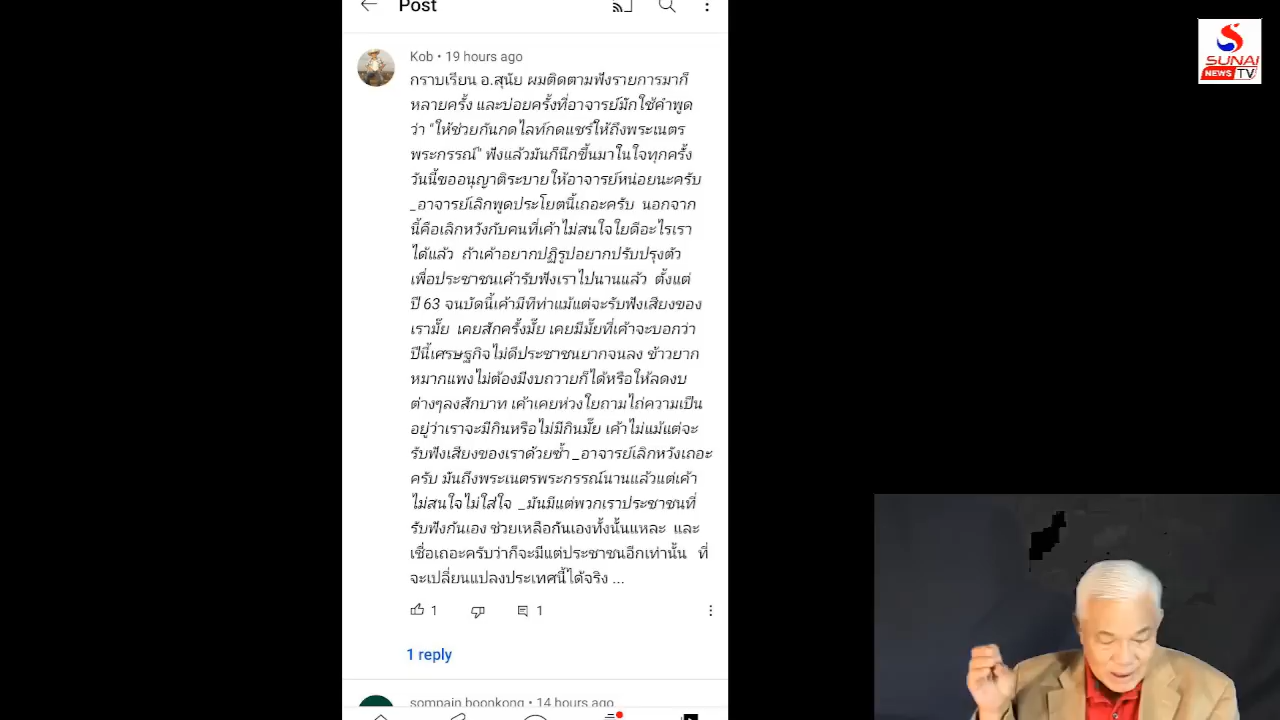 Post
SUNAI
NEWS TV
Kob • 19 hours ago
กราบเรียน อ.สุนัย ผมติดตามฟังรายการมาก็
หลายครั้ง และบ่อยครั้งที่อาจารย์มักใช้คำพูด
ว่า "ให้ช่วยกันกดไลท์กดแชร์ให้ถึงพระเนตร
พระกรรณ์" ฟังแล้วมันก็นึกขึ้นมาในใจทุกครั้ง
วันนี้ขออนุญาติระบายให้อาจารย์หน่อยนะครับ
_อาจารย์เลิกพูดประโยตนี้เถอะครับ นอกจาก
นี้คือเลิกหวังกับคนที่เค้าไม่สนใจใยดีอะไรเรา
ได้แล้ว ถ้าเค้าอยากปฏิรูปอยากปรับปรุงตัว
เพื่อประชาชนเค้ารับฟังเราไปนานแล้ว ตั้งแต่
ปี 63 จนบัดนี้เค้ามีทีท่าแม้แต่จะรับฟังเสียงของ
เรามั๊ย เคยสักครั้งมั๊ย เคยมีมั๊ยที่เค้าจะบอกว่า
ปีนี้เศรษฐกิจไม่ดีประชาชนยากจนลง ข้าวยาก
หมากแพงไม่ต้องมีงบถวายก็ได้หรือให้ลดงบ
ต่างๆลงสักบาท เค้าเคยห่วงใยถามไถ่ความเป็น
อยู่ว่าเราจะมีกินหรือไม่มีกินมั๊ย เค้าไม่แม้แต่จะ
รับฟังเสียงของเราด้วยซ้ำ _อาจารย์เลิกหวังเถอะ
ครับ มันถึงพระเนตรพระกรรณ์นานแล้วแต่เค้า
ไม่สนใจไม่ใส่ใจ _มันมีแต่พวกเราประชาชนที่
รับฟังกันเอง ช่วยเหลือกันเองทั้งนั้นแหละ และ
เชื่อเถอะครับว่าก็จะมีแต่ประชาชนอีกเท่านั้น ที่
จะเปลี่ยนแปลงประเทศนี้ได้จริง ...
1 1
1 reply
sompain boonkong • 14 hours ago